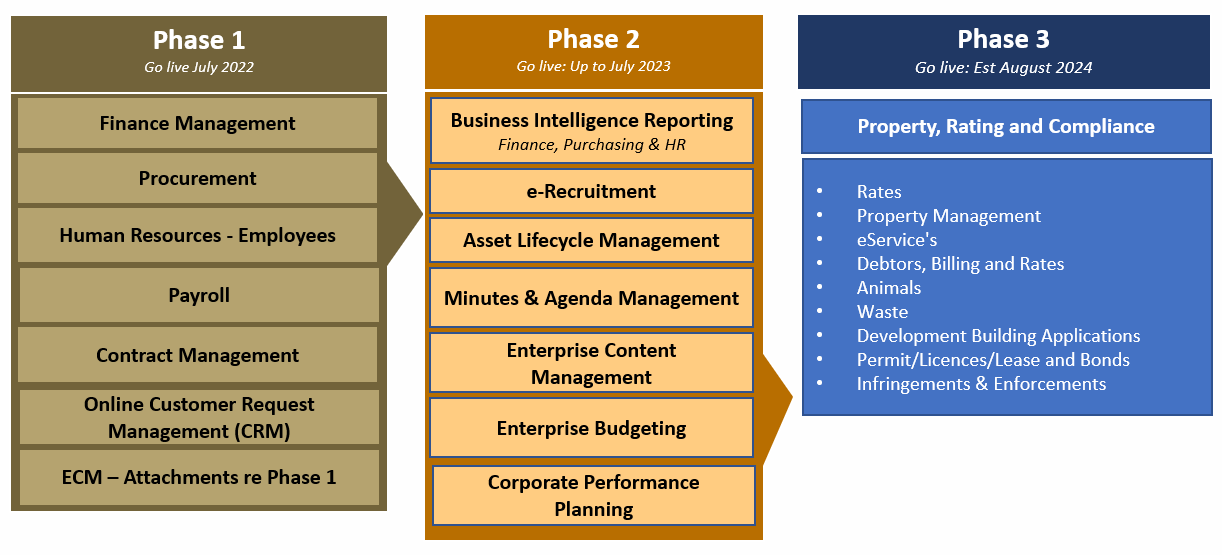 Phase 1
Go live July 2022
Finance Management
Procurement
Human Resources - Employees
Payroll
Contract Management
Online Customer Request
Management (CRM)
ECM – Attachments re Phase 1
Phase 2
Go live: Up to July 2023
Business Intelligence Reporting
Finance, Purchasing & HR
e-Recruitment
Asset Lifecycle Management
Minutes & Agenda Management
Enterprise Content
Management
Enterprise Budgeting
Corporate Performance
Planning
Phase 3
Go live: Est August 2024
Property, Rating and Compliance
• Rates
• Property Management
• eService's
• Debtors, Billing and Rates
• Animals
• Waste
• Development Building Applications
• Permit/Licences/Lease and Bonds
• Infringements & Enforcements